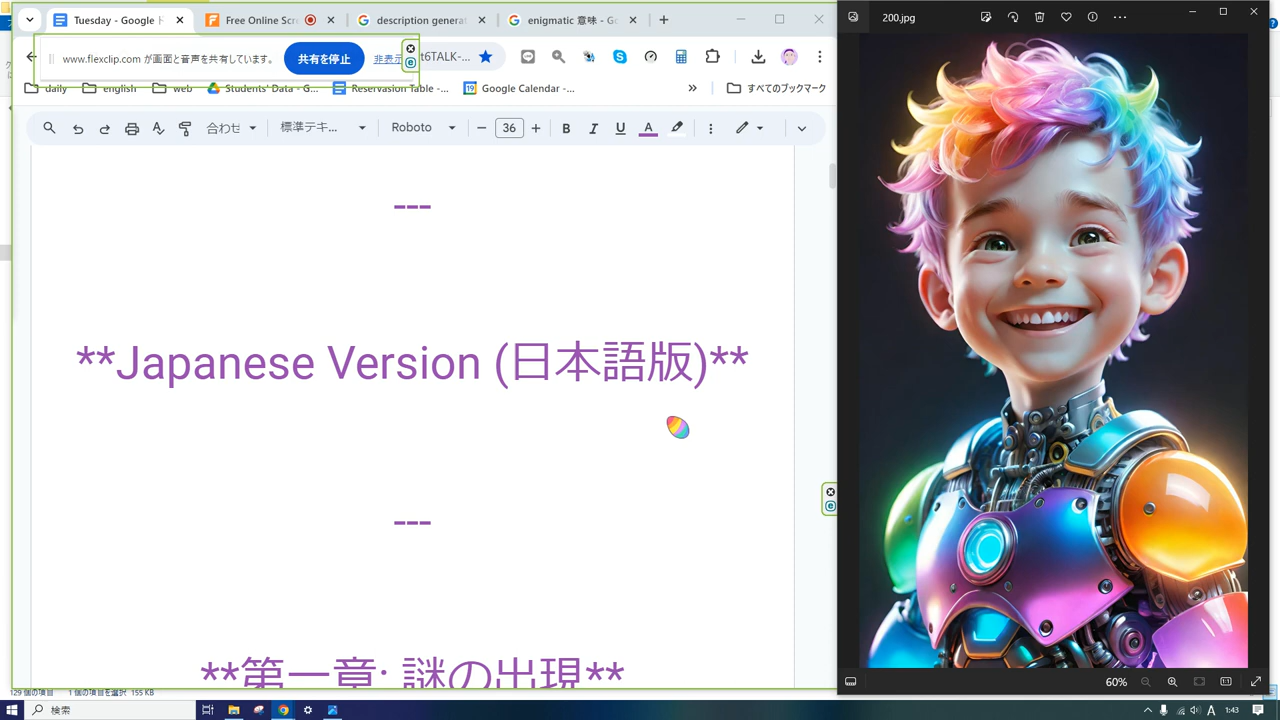 Tuesday - Google
Free Online Scre
description generat
enigmatic 意味 - Go
200.jpg
www.flexclip.com が画面と音声を共有しています。
共有を停止
非表示
t6TALK-...
daily
english
web
Students' Data - G...
Reservasion Table -...
Google Calendar -...
すべてのブックマーク
合わせ
標準テキ...
Roboto
36
---
**Japanese Version (日本語版)**
---
**第一章: 謎の出現**
129 個の項目
1 個の項目を選択 155 KB
60%
検索
A
1:43